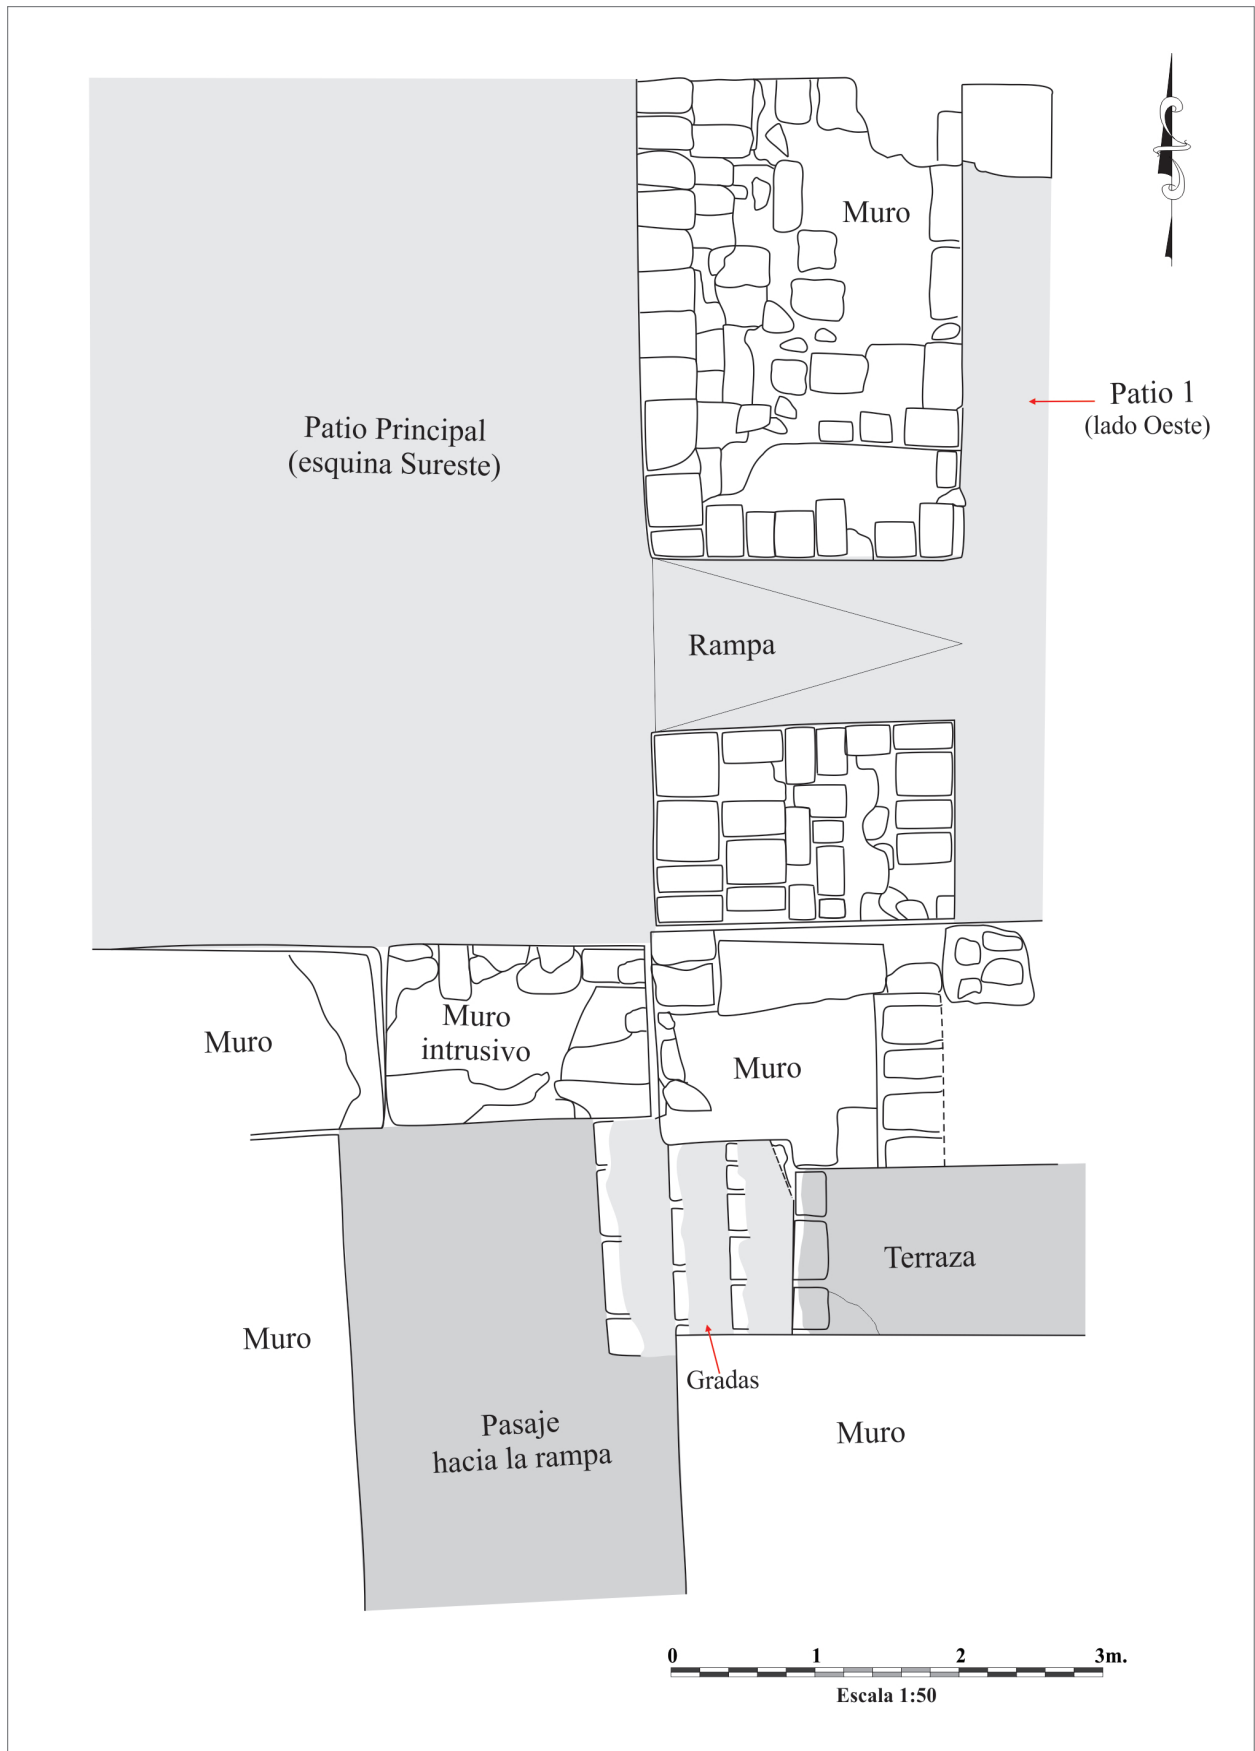 Muro
Patio 1
(lado Oeste)
Patio Principal
(esquina Sureste)
Rampa
Muro
Muro
intrusivo
Muro
Terraza
Muro
Gradas
Pasaje
hacia la rampa
Muro
0 1 2 3m.
Escala 1:50